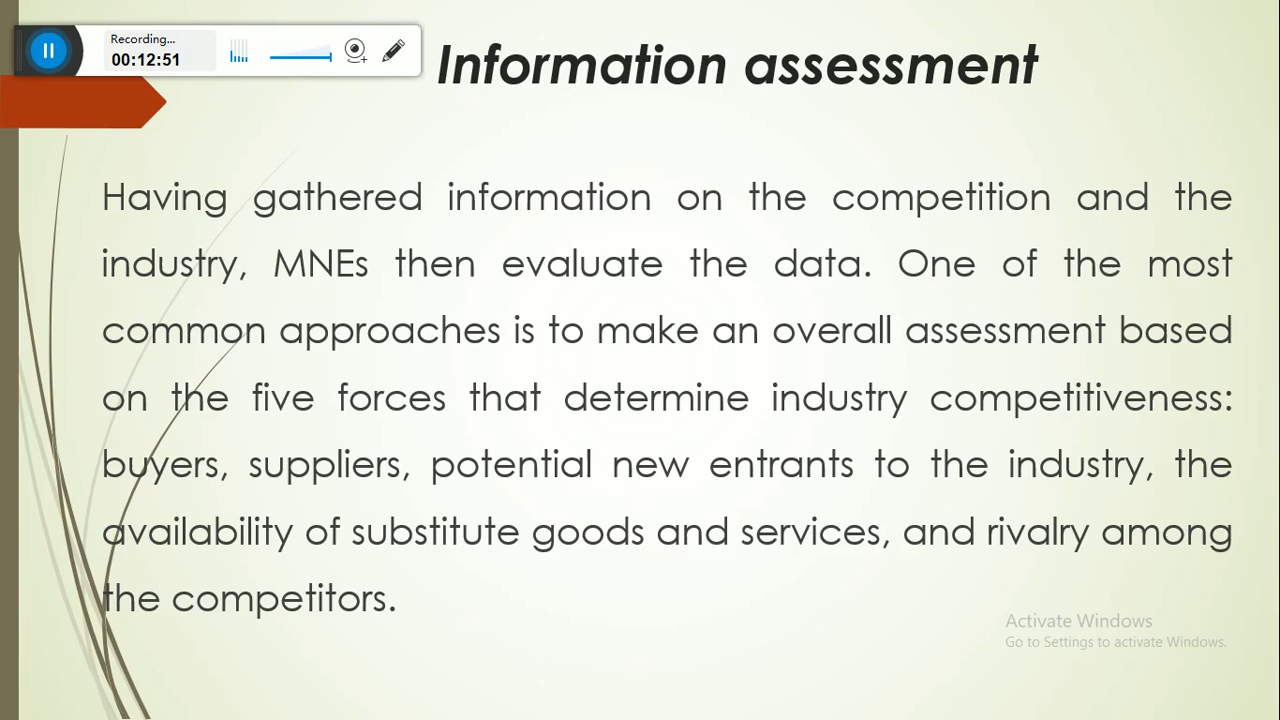 Recording...
00:12:51
Information assessment
Having gathered information on the competition and the
industry, MNEs then evaluate the data. One of the most
common approaches is to make an overall assessment based
on the five forces that determine industry competitiveness:
buyers, suppliers, potential new entrants to the industry, the
availability of substitute goods and services, and rivalry among
the competitors.
Activate Windows
Go to Settings to activate Windows.